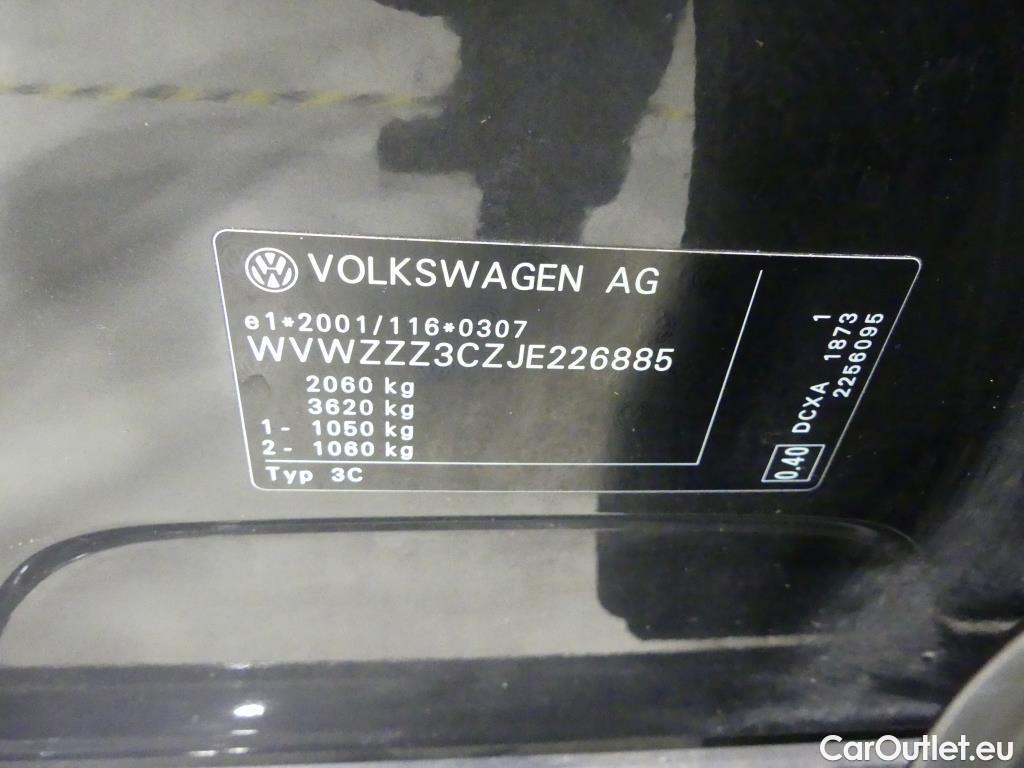 VOLKSWAGEN AG
e1*2001/116*0307
WVWZZZ3CZJE226885
2060 kg
3620 kg
1- 1050 kg
2- 1060 kg
Typ 3C
0.40 DCXA 1873 1
2256095
CarOutlet.eu